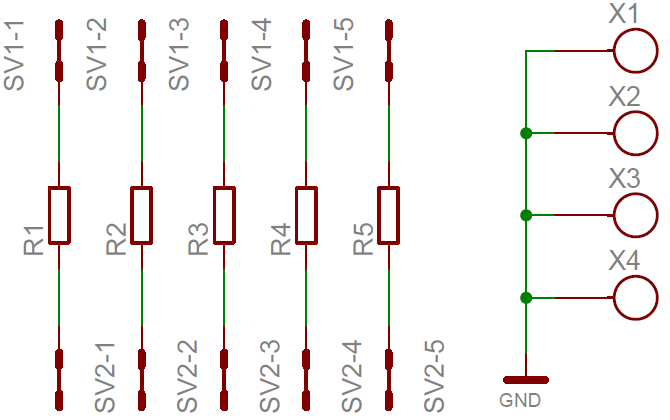 SV1-1
SV1-2
SV1-3
SV1-4
SV1-5
X1
X2
X3
X4
R1
R2
R3
R4
R5
SV2-1
SV2-2
SV2-3
SV2-4
SV2-5
GND